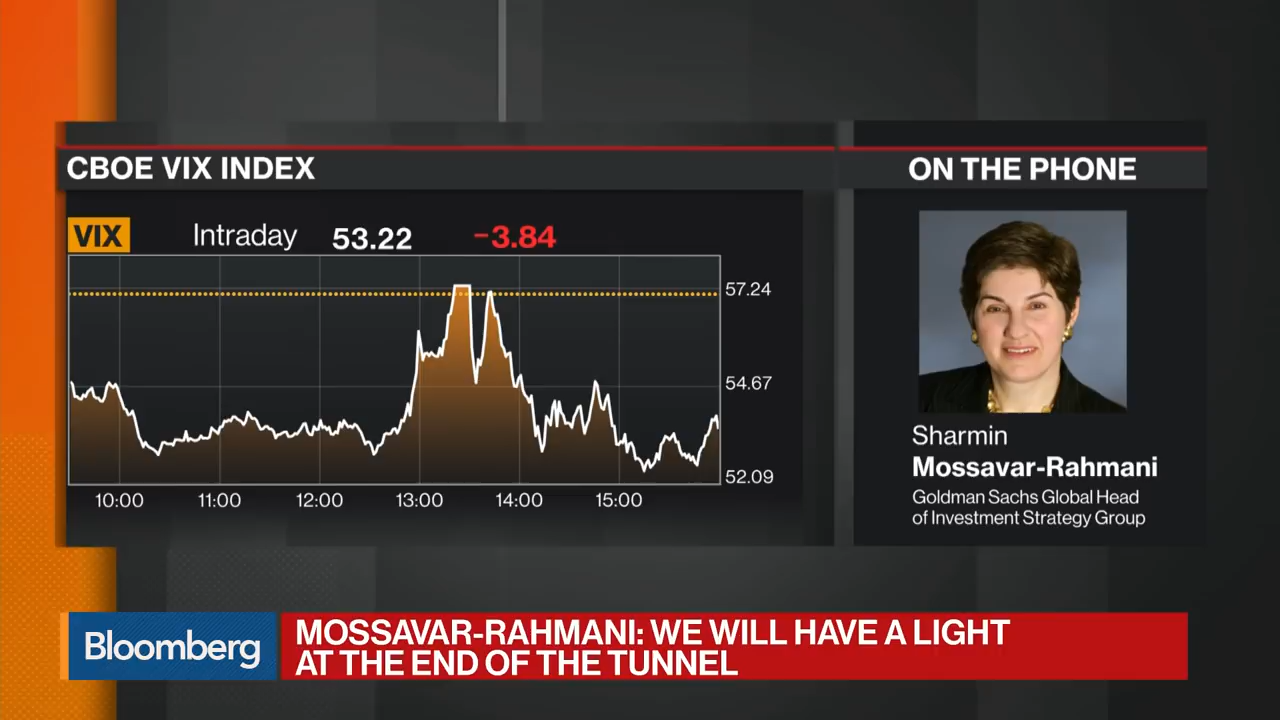 CBOE VIX INDEX
VIX Intraday 53.22 −3.84
57.24
54.67
52.09
10:00 11:00 12:00 13:00 14:00 15:00
ON THE PHONE
Sharmin
Mossavar-Rahmani
Goldman Sachs Global Head
of Investment Strategy Group
Bloomberg
MOSSAVAR-RAHMANI: WE WILL HAVE A LIGHT
AT THE END OF THE TUNNEL